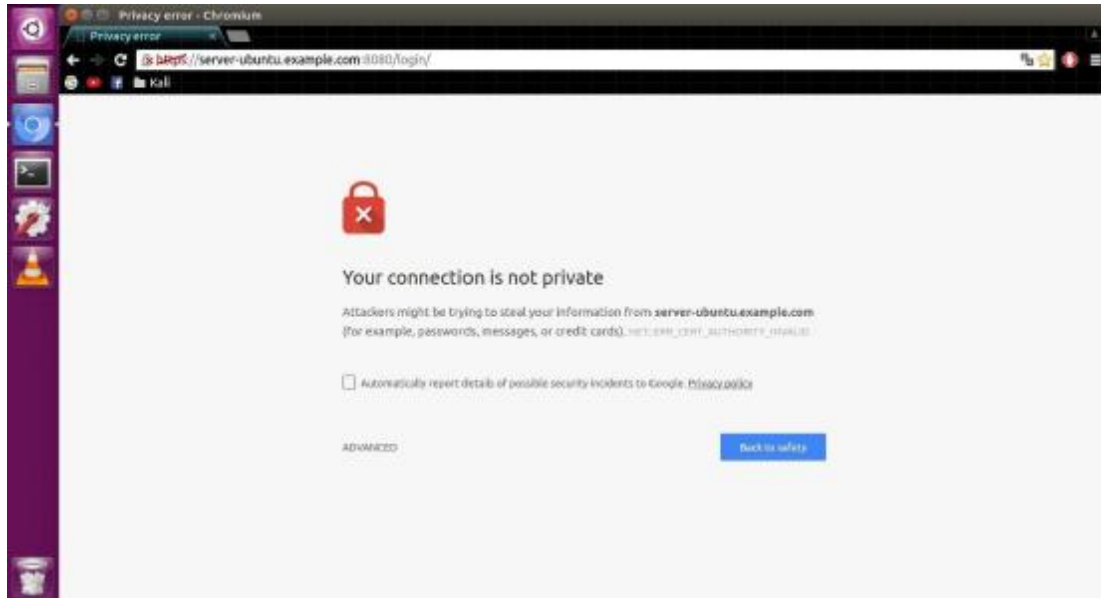 Privacy error - Chromium
Privacy error
https://server-ubuntu.example.com:8080/login/
Kali
Your connection is not private
Attackers might be trying to steal your information from server-ubuntu.example.com
(for example, passwords, messages, or credit cards). NET::ERR_CERT_AUTHORITY_INVALID
Automatically report details of possible security incidents to Google. Privacy policy
ADVANCED
Back to safety